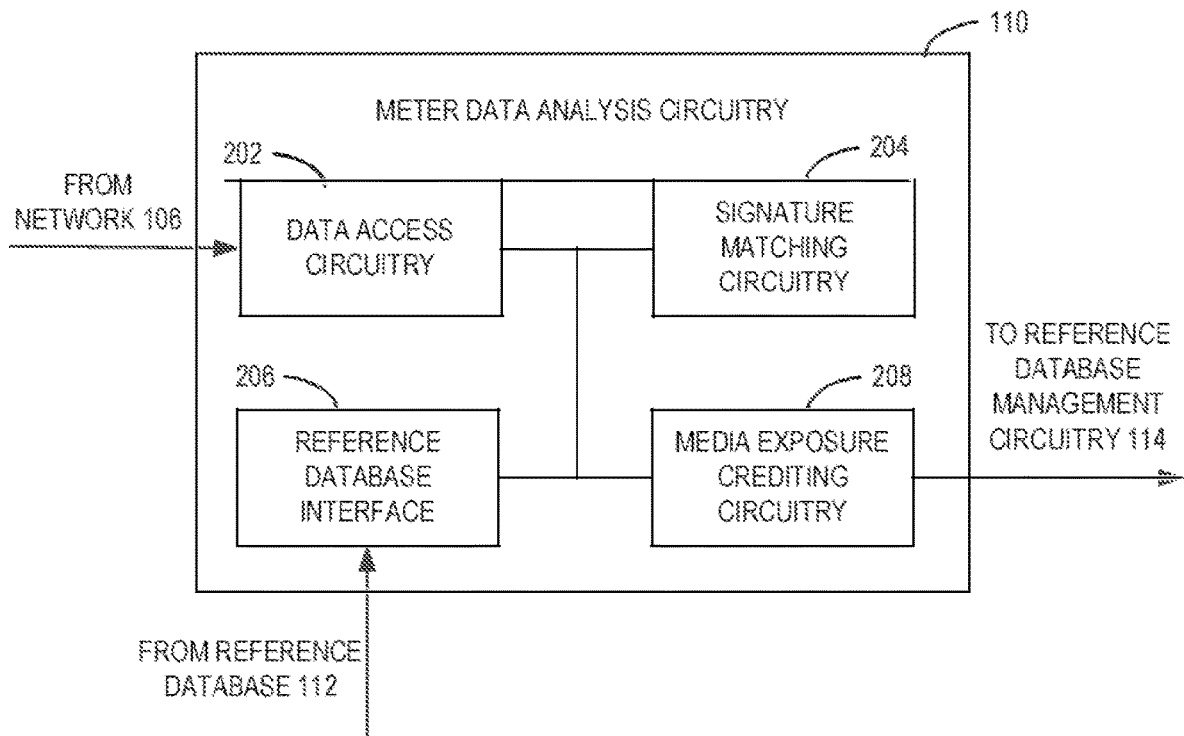 110
METER DATA ANALYSIS CIRCUITRY
202
204
FROM
NETWORK 106
DATA ACCESS
CIRCUITRY
SIGNATURE
MATCHING
CIRCUITRY
206
208
REFERENCE
DATABASE
INTERFACE
MEDIA EXPOSURE
CREDITING
CIRCUITRY
TO REFERENCE
DATABASE
MANAGEMENT
CIRCUITRY 114
FROM REFERENCE
DATABASE 112